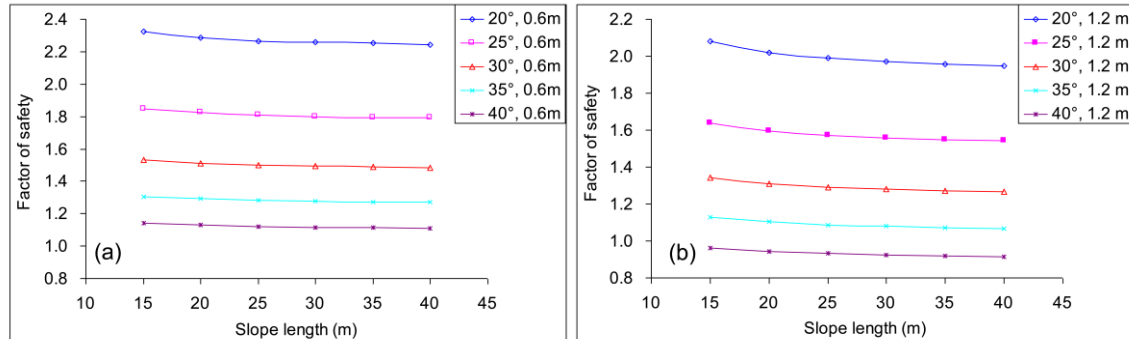 2.4
2.2
2.0
1.8
1.6
1.4
1.2
1.0
0.8
Factor of safety
10 15 20 25 30 35 40 45
Slope length (m)
(a)
20°, 0.6m
25°, 0.6m
30°, 0.6m
35°, 0.6m
40°, 0.6m
2.2
2.0
1.8
1.6
1.4
1.2
1.0
0.8
Factor of safety
10 15 20 25 30 35 40 45
Slope length (m)
(b)
20°, 1.2 m
25°, 1.2 m
30°, 1.2 m
35°, 1.2 m
40°, 1.2 m